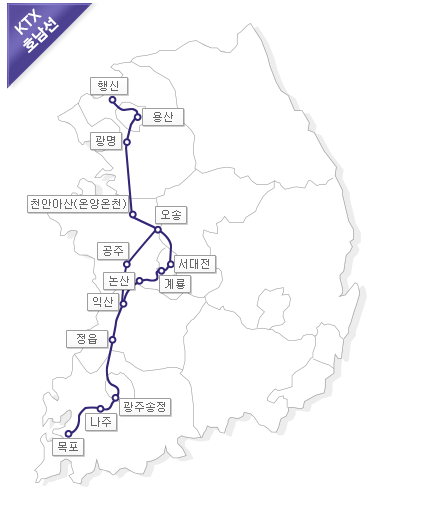 KTX
호남선
행신
용산
광명
천안아산(온양온천)
오송
공주
서대전
논산
계룡
익산
정읍
광주송정
나주
목포